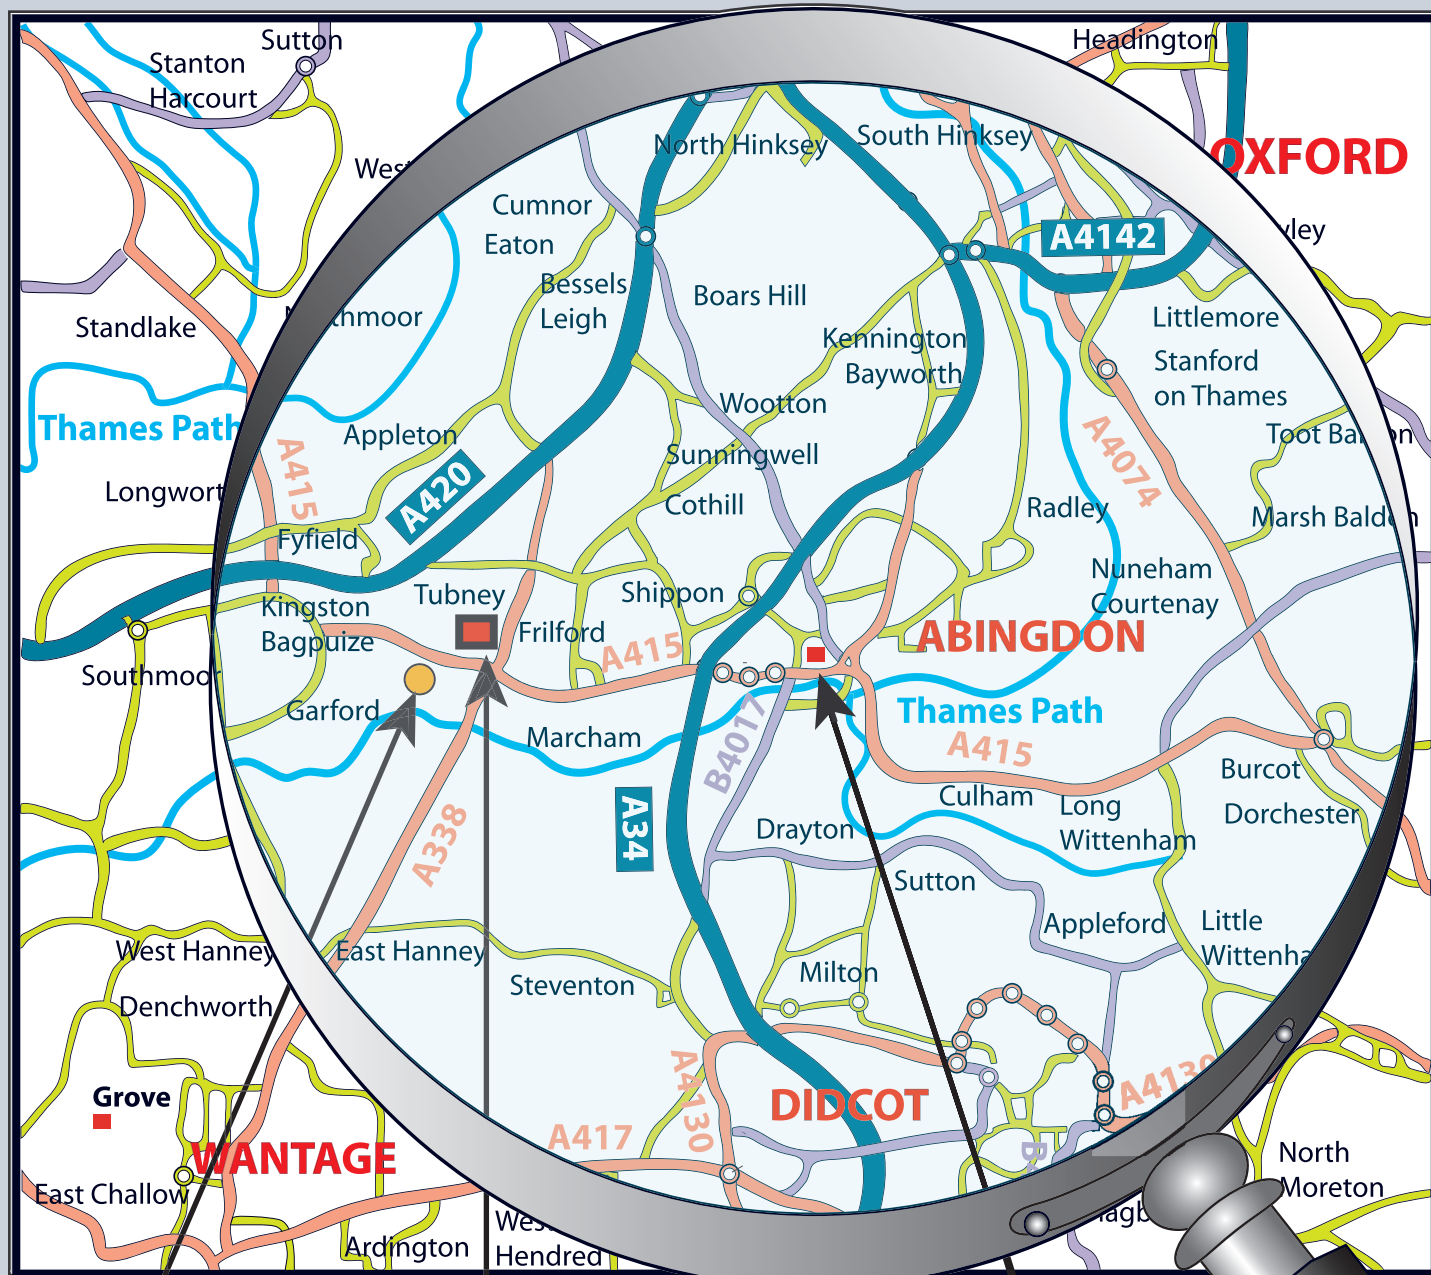 Sutton
Stanton
Harcourt
Headington
OXFORD
North Hinksey
South Hinksey
Cumnor
Eaton
A4142
Bessels
Leigh
Boars Hill
Standlake
Littlemore
Kennington
Bayworth
Stanford
on Thames
Wootton
Thames Path
Appleton
A415
A420
Sunningwell
A4074
Cothill
Radley
Fyfield
Nuneham
Courtenay
Tubney
Shippon
Kingston
Bagpuize
Frilford
A415
ABINGDON
Southmoor
Garford
Thames Path
Marcham
B4017
A415
Burcot
Culham
Long
Wittenham
Dorchester
A34
A338
Drayton
Sutton
Appleford
Little
West Hanney
East Hanney
Steventon
Milton
Denchworth
Grove
A4130
DIDCOT
A4130
A417
WANTAGE
North
Moreton
East Challow
Ardington
Hendred